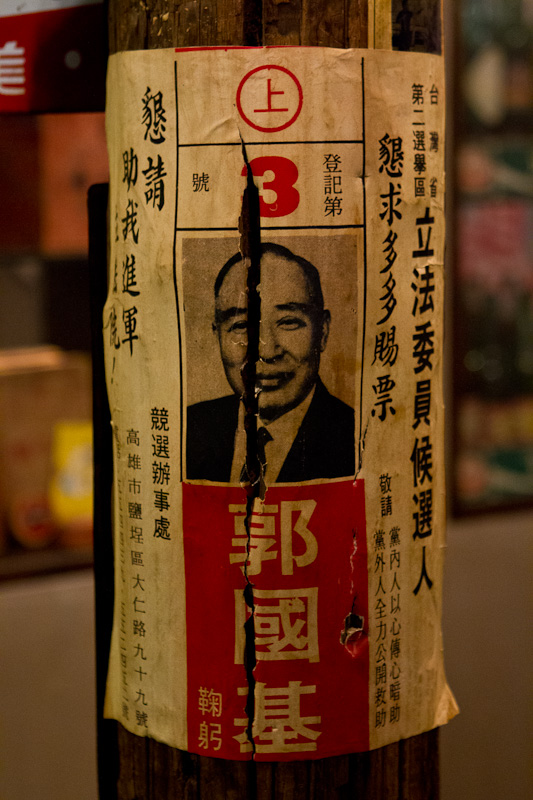 台灣省
第二選舉區
立法委員候選人
懇求多多賜票
敬請
黨內人以心傳心暗助
黨外人全力公開救助
上
登記第
3
號
郭國基
鞠躬
懇請
助我進軍
院!
競選辦事處
高雄市鹽埕區大仁路九十九號